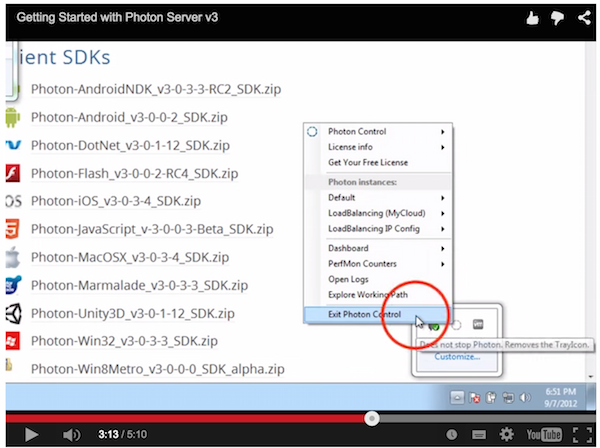 Getting Started with Photon Server v3
ient SDKs
Photon-AndroidNDK_v3-0-3-RC2_SDK.zip
Photon-Android_v3-0-0-2_SDK.zip
Photon-DotNet_v3-0-1-12_SDK.zip
Photon-Flash_v3-0-0-2-RC4_SDK.zip
iOS Photon-iOS_v3-0-3-4_SDK.zip
Photon-JavaScript_v-3-0-0-3-Beta_SDK.zip
Photon-MacOSX_v3-0-3-4_SDK.zip
Photon-Marmalade_v3-0-3-3_SDK.zip
Photon-Unity3D_v3-0-1-12_SDK.zip
Photon-Win32_v3-0-3-3_SDK.zip
Photon-Win8Metro_v3-0-0-0_SDK_alpha.zip
Photon Control
License info
Get Your Free License
Photon instances:
Default
LoadBalancing (MyCloud)
LoadBalancing IP Config
Dashboard
PerfMon Counters
Open Logs
Explore Working Path
Exit Photon Control
Does not stop Photon. Removes the TrayIcon.
Customize...
6:51 PM
9/7/2012
3:13 / 5:10
YouTube